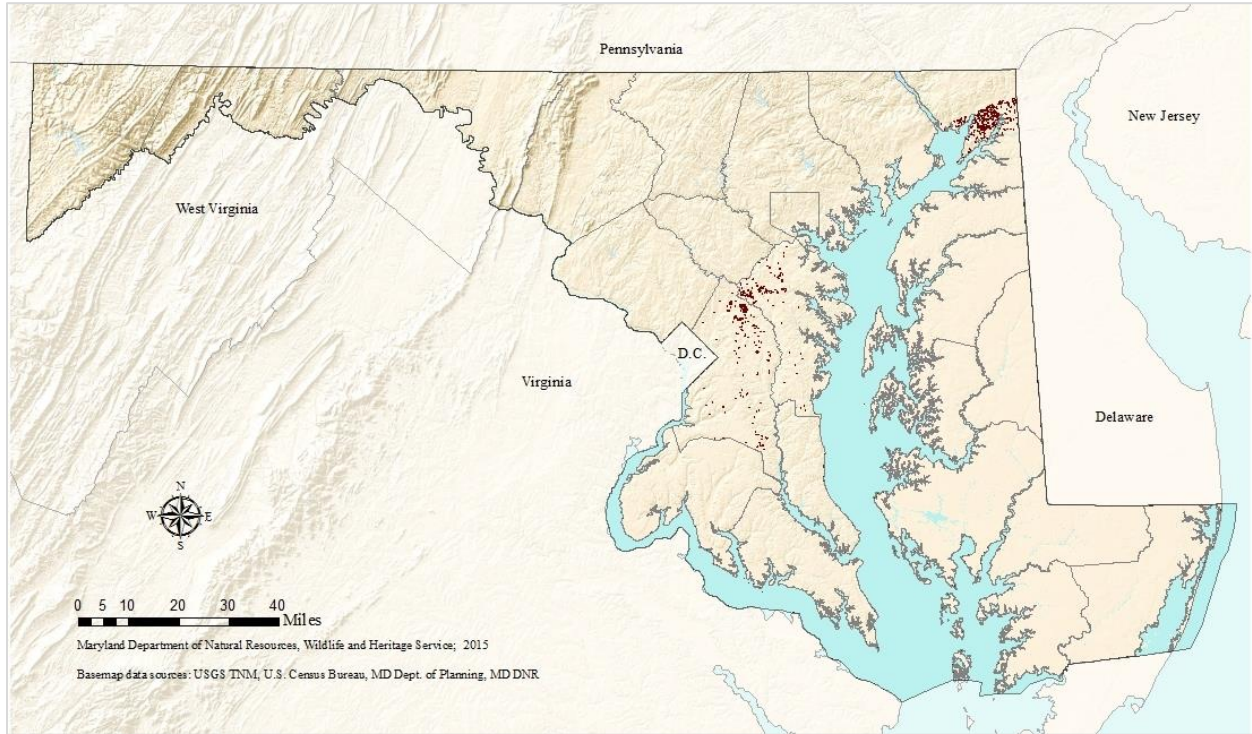 Pennsylvania
New Jersey
West Virginia
D.C.
Virginia
Delaware
N
W E
S
0 5 10 20 30 40
Miles
Maryland Department of Natural Resources, Wildlife and Heritage Service; 2015
Basemap data sources: USGS TNM, U.S. Census Bureau, MD Dept. of Planning, MD DNR